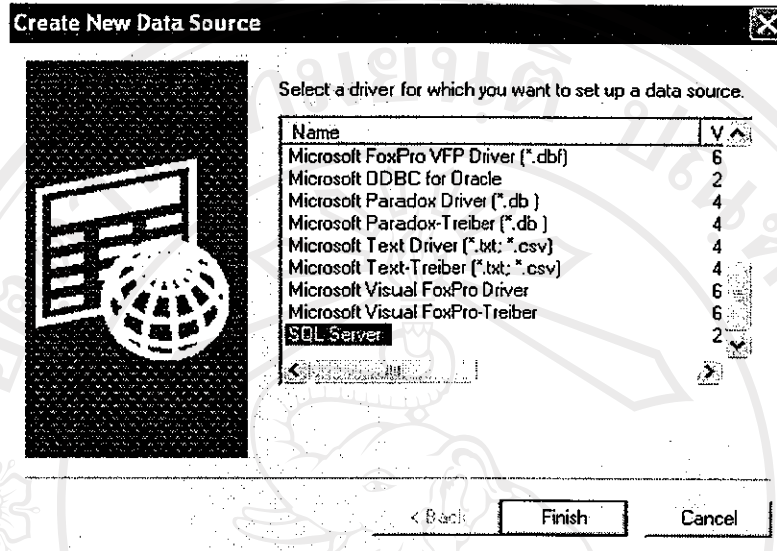 Create New Data Source
Select a driver for which you want to set up a data source.
Name V
Microsoft FoxPro VFP Driver (*.dbf) 6
Microsoft ODBC for Oracle 2
Microsoft Paradox Driver (*.db ) 4
Microsoft Paradox-Treiber (*.db ) 4
Microsoft Text Driver (*.txt; *.csv) 4
Microsoft Text-Treiber (*.txt; *.csv) 4
Microsoft Visual FoxPro Driver 6
Microsoft Visual FoxPro-Treiber 6
SQL Server 2
< Back Finish Cancel